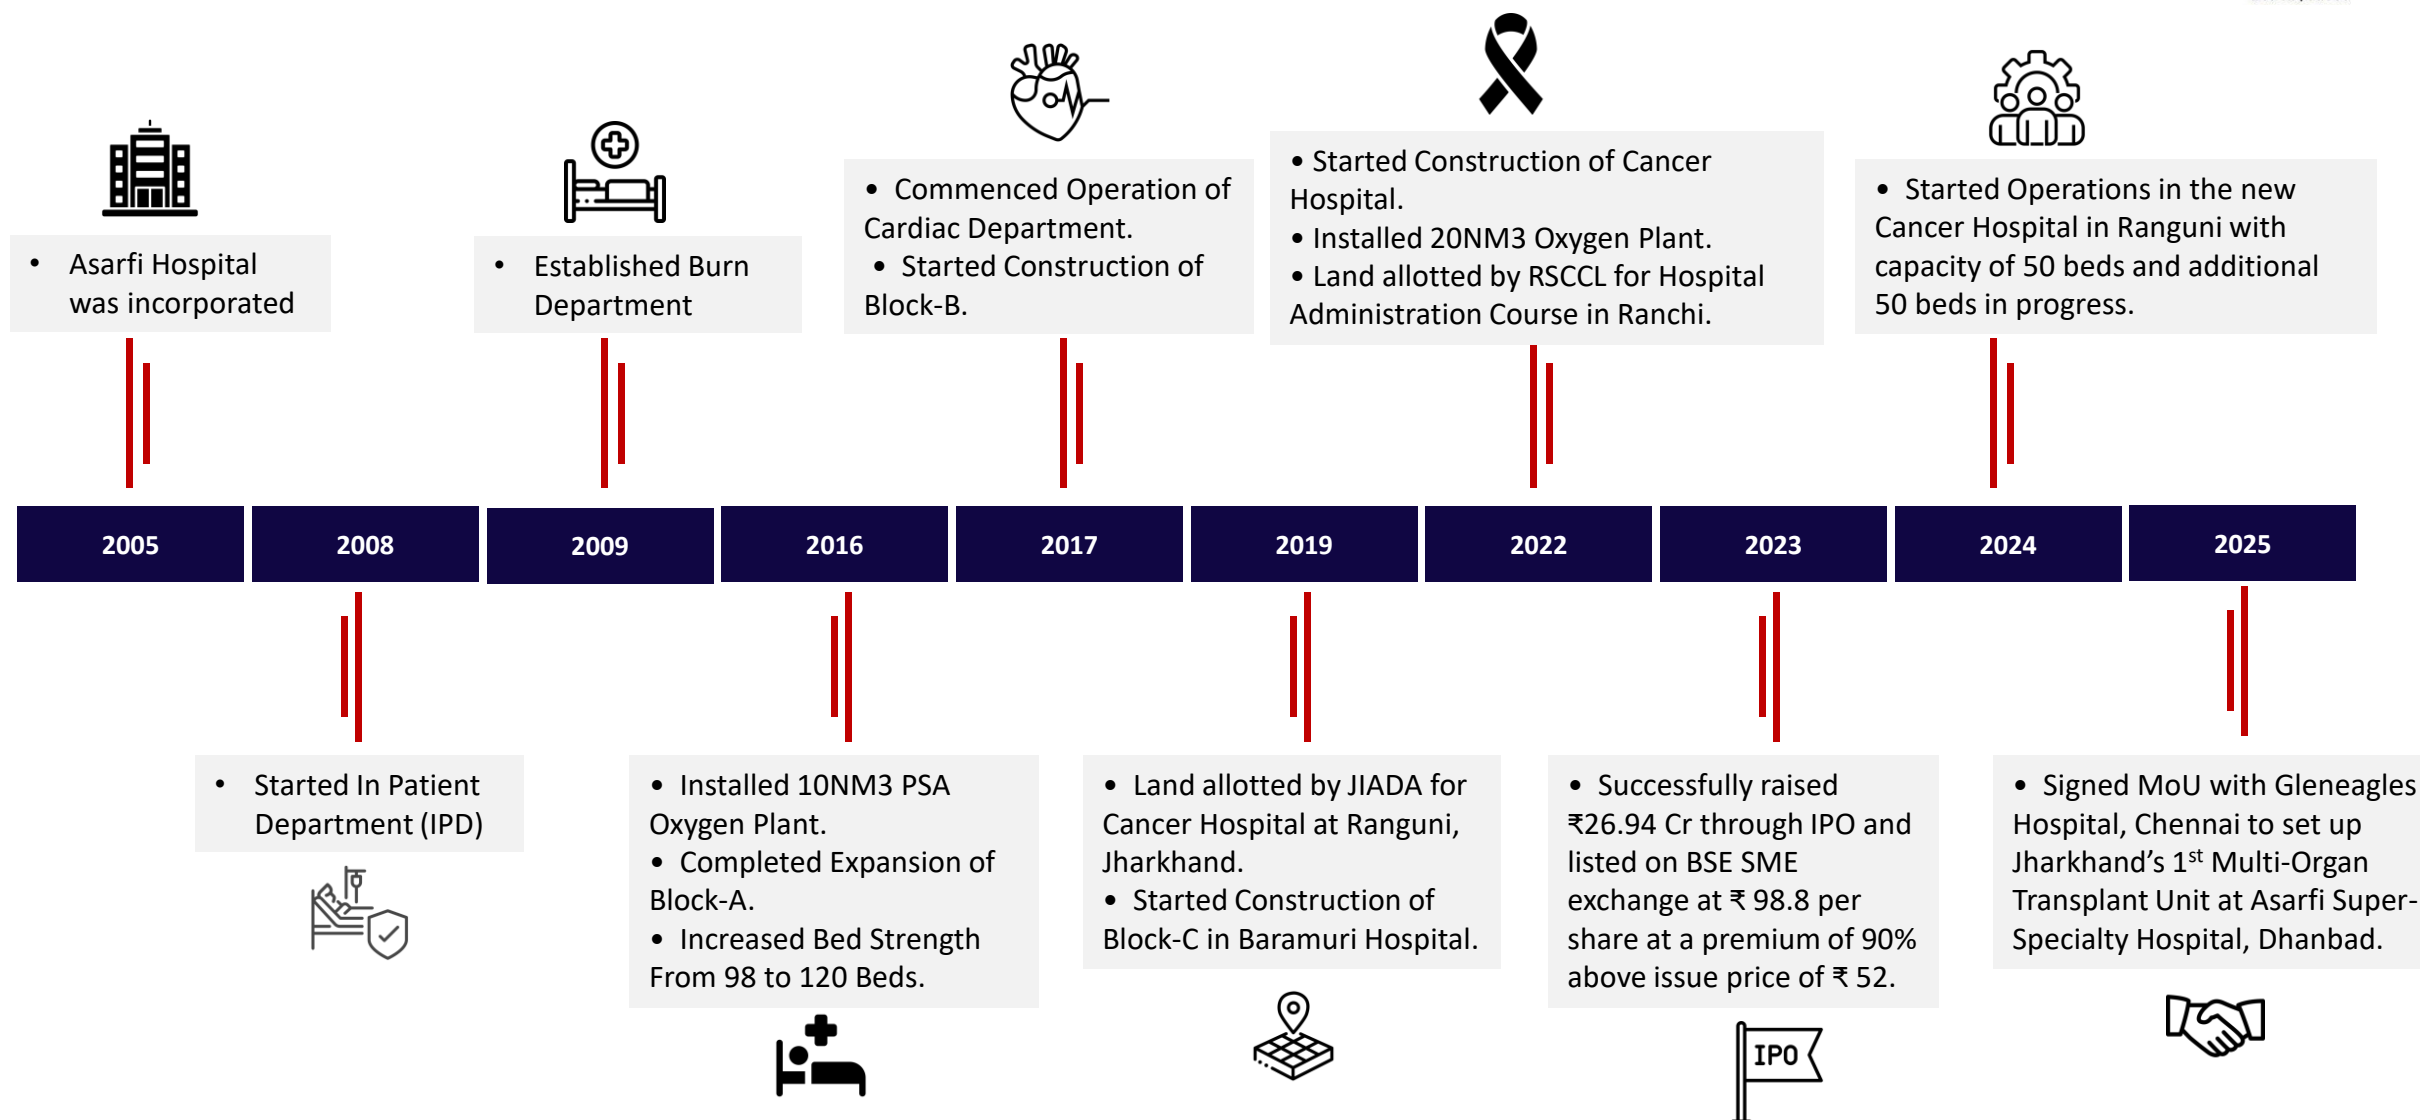 • Asarfi Hospital
was incorporated
• Established Burn
Department
• Commenced Operation of
Cardiac Department.
• Started Construction of
Block-B.
• Started Construction of Cancer
Hospital.
• Installed 20NM3 Oxygen Plant.
• Land allotted by RSCCL for Hospital
Administration Course in Ranchi.
• Started Operations in the new
Cancer Hospital in Ranguni with
capacity of 50 beds and additional
50 beds in progress.
2005
2008
2009
2016
2017
2019
2022
2023
2024
2025
• Started In Patient
Department (IPD)
• Installed 10NM3 PSA
Oxygen Plant.
• Completed Expansion of
Block-A.
• Increased Bed Strength
From 98 to 120 Beds.
• Land allotted by JIADA for
Cancer Hospital at Ranguni,
Jharkhand.
• Started Construction of
Block-C in Baramuri Hospital.
• Successfully raised
₹26.94 Cr through IPO and
listed on BSE SME
exchange at ₹ 98.8 per
share at a premium of 90%
above issue price of ₹ 52.
• Signed MoU with Gleneagles
Hospital, Chennai to set up
Jharkhand’s 1st Multi-Organ
Transplant Unit at Asarfi Super-
Specialty Hospital, Dhanbad.
IPO